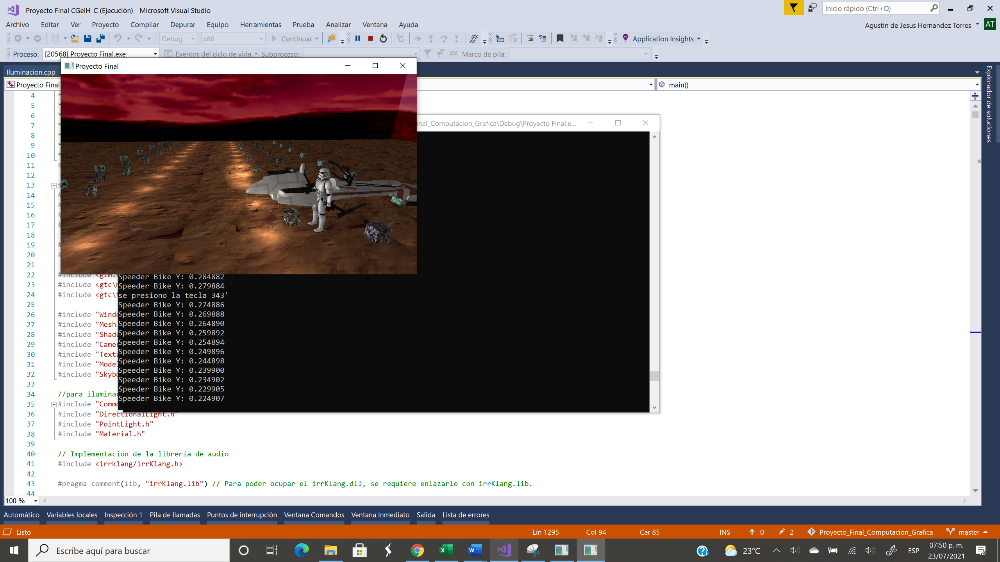 Proyecto Final CGeIH-C (Ejecución) - Microsoft Visual Studio
Inicio rápido (Ctrl+Q)
Archivo Editar Ver Proyecto Compilar Depurar Equipo Herramientas Prueba Analizar Ventana Ayuda
Agustin de Jesus Hernandez Torres AT
Debug x86 Continuar Application Insights
Proceso: [20568] Proyecto Final.exe Eventos del ciclo de vida Subproceso: Marco de pila:
Proyecto Final
Iluminacion.cpp
Explorador de soluciones
Proyecto Final main()
inal_Computacion_Grafica\Debug\Proyecto Final.e...
4 *
5 *
6 *
7 *
8 *
9 *
10 *
11 #
12
13 #
14 #
15 #
16 #
17 #
18
19 #
20 #
21
22 #include <glm.
23 #include <gtc\
24 #include <gtc\
25
26 #include "Windo
27 #include "Mesh.
28 #include "Shade
29 #include "Camer
30 #include "Textu
31 #include "Model
32 #include "Skybo
33
34 //para iluminac
35 #include "Commo
36 #include "DirectionalLight.h"
37 #include "PointLight.h"
38 #include "Material.h"
39
40 // Implementación de la librería de audio
41 #include <irrklang/irrKlang.h>
42
43 #pragma comment(lib, "irrKlang.lib") // Para poder ocupar el irrKlang.dll, se requiere enlazarlo con irrKlang.lib.
44
Speeder Bike Y: 0.284882
Speeder Bike Y: 0.279884
se presiono la tecla 343'
Speeder Bike Y: 0.274886
Speeder Bike Y: 0.269888
Speeder Bike Y: 0.264890
Speeder Bike Y: 0.259892
Speeder Bike Y: 0.254894
Speeder Bike Y: 0.249896
Speeder Bike Y: 0.244898
Speeder Bike Y: 0.239900
Speeder Bike Y: 0.234902
Speeder Bike Y: 0.229905
Speeder Bike Y: 0.224907
100 %
Automático Variables locales Inspección 1 Pila de llamadas Puntos de interrupción Ventana Comandos Ventana Inmediato Salida Lista de errores
Listo Lín 1295 Col 94 Car 85 INS 0 2 Proyecto_Final_Computacion_Grafica master
Escribe aquí para buscar
23°C ESP
07:50 p. m.
23/07/2021